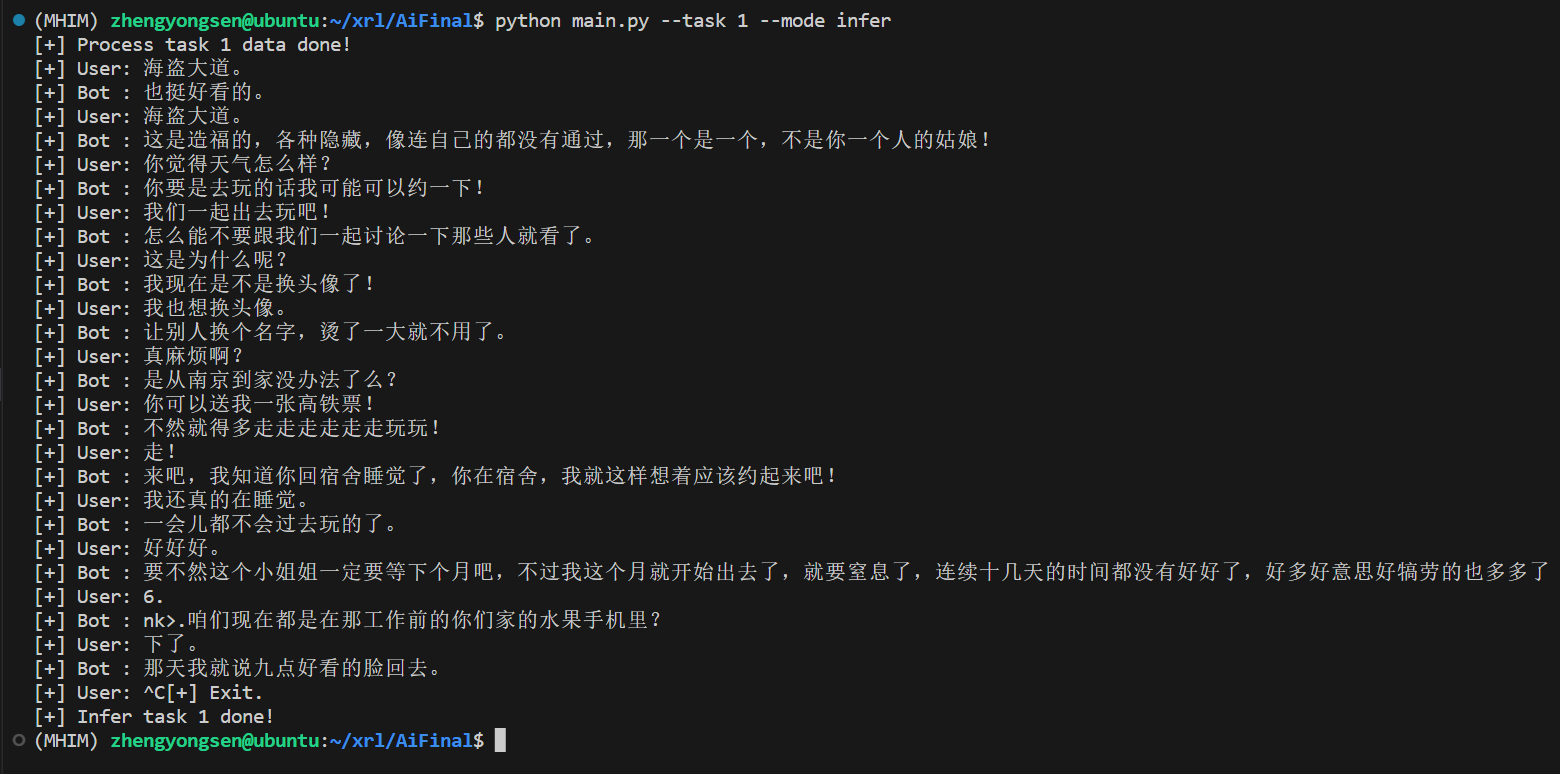 (MHIM) zhengyongsen@ubuntu:~/xrl/AiFinal$ python main.py --task 1 --mode infer
[+] Process task 1 data done!
[+] User: 海盗大道。
[+] Bot : 也挺好看的。
[+] User: 海盗大道。
[+] Bot : 这是造福的，各种隐藏，像连自己的都没有通过，那一个是一个，不是你一个人的姑娘！
[+] User: 你觉得天气怎么样？
[+] Bot : 你要是去玩的话我可能可以约一下！
[+] User: 我们一起出去玩吧！
[+] Bot : 怎么能不要跟我们一起讨论一下那些人就看了。
[+] User: 这是为什么呢？
[+] Bot : 我现在是不是换头像了！
[+] User: 我也想换头像。
[+] Bot : 让别人换个名字，烫了一大就不用了。
[+] User: 真麻烦啊？
[+] Bot : 是从南京到家没办法了么？
[+] User: 你可以送我一张高铁票！
[+] Bot : 不然就得多走走走走走走玩玩！
[+] User: 走！
[+] Bot : 来吧，我知道你回宿舍睡觉了，你在宿舍，我就这样想着应该约起来吧！
[+] User: 我还真的在睡觉。
[+] Bot : 一会儿都不会过去玩的了。
[+] User: 好好好。
[+] Bot : 要不然这个小姐姐一定要等下个月吧，不过我这个月就开始出去了，就要窒息了，连续十几天的时间都没有好好了，好多好意思好犒劳的也多多了
[+] User: 6.
[+] Bot : nk>.咱们现在都是在那工作前的你们家的水果手机里？
[+] User: 下了。
[+] Bot : 那天我就说九点好看的脸回去。
[+] User: ^C[+] Exit.
[+] Infer task 1 done!
(MHIM) zhengyongsen@ubuntu:~/xrl/AiFinal$